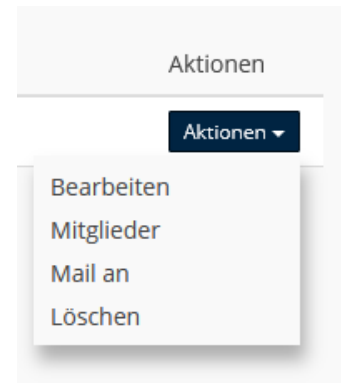 Aktionen
Aktionen
Bearbeiten
Mitglieder
Mail an
Löschen